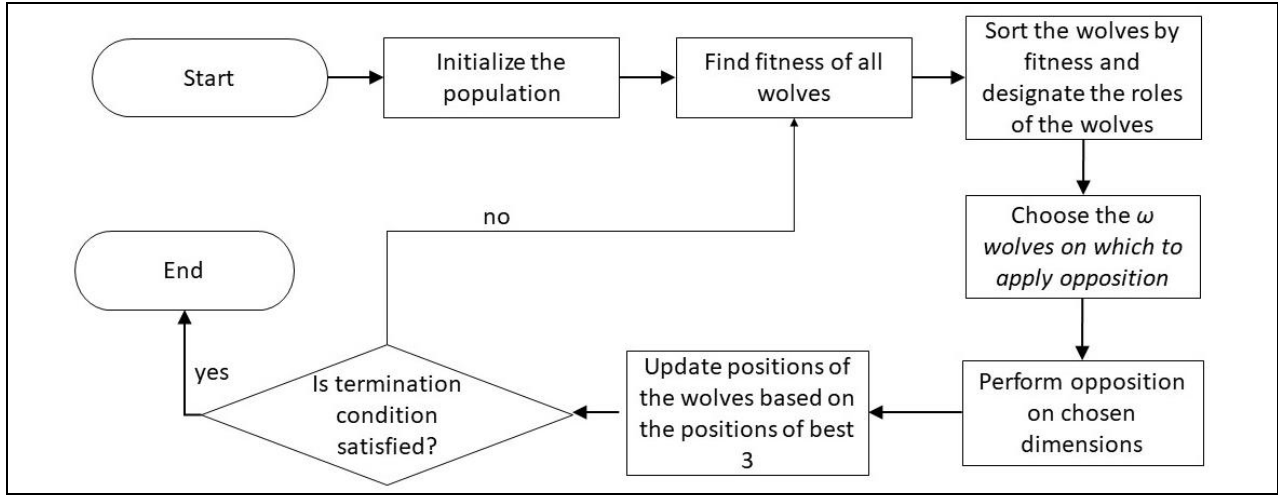 Start
Initialize the
population
Find fitness of all
wolves
Sort the wolves by
fitness and
designate the roles
of the wolves
Choose the ω
wolves on which to
apply opposition
Perform opposition
on chosen
dimensions
Update positions of
the wolves based on
the positions of best
3
Is termination
condition
satisfied?
no
yes
End